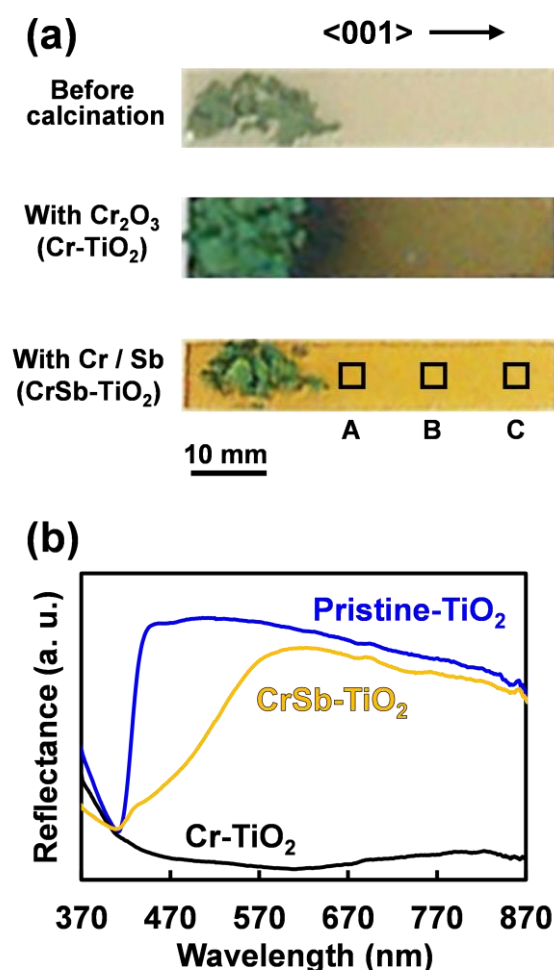 (a)
<001>
Before
calcination
With Cr₂O₃
(Cr-TiO₂)
With Cr / Sb
(CrSb-TiO₂)
A B C
10 mm
(b)
Pristine-TiO₂
CrSb-TiO₂
Cr-TiO₂
Reflectance (a. u.)
370 470 570 670 770 870
Wavelength (nm)